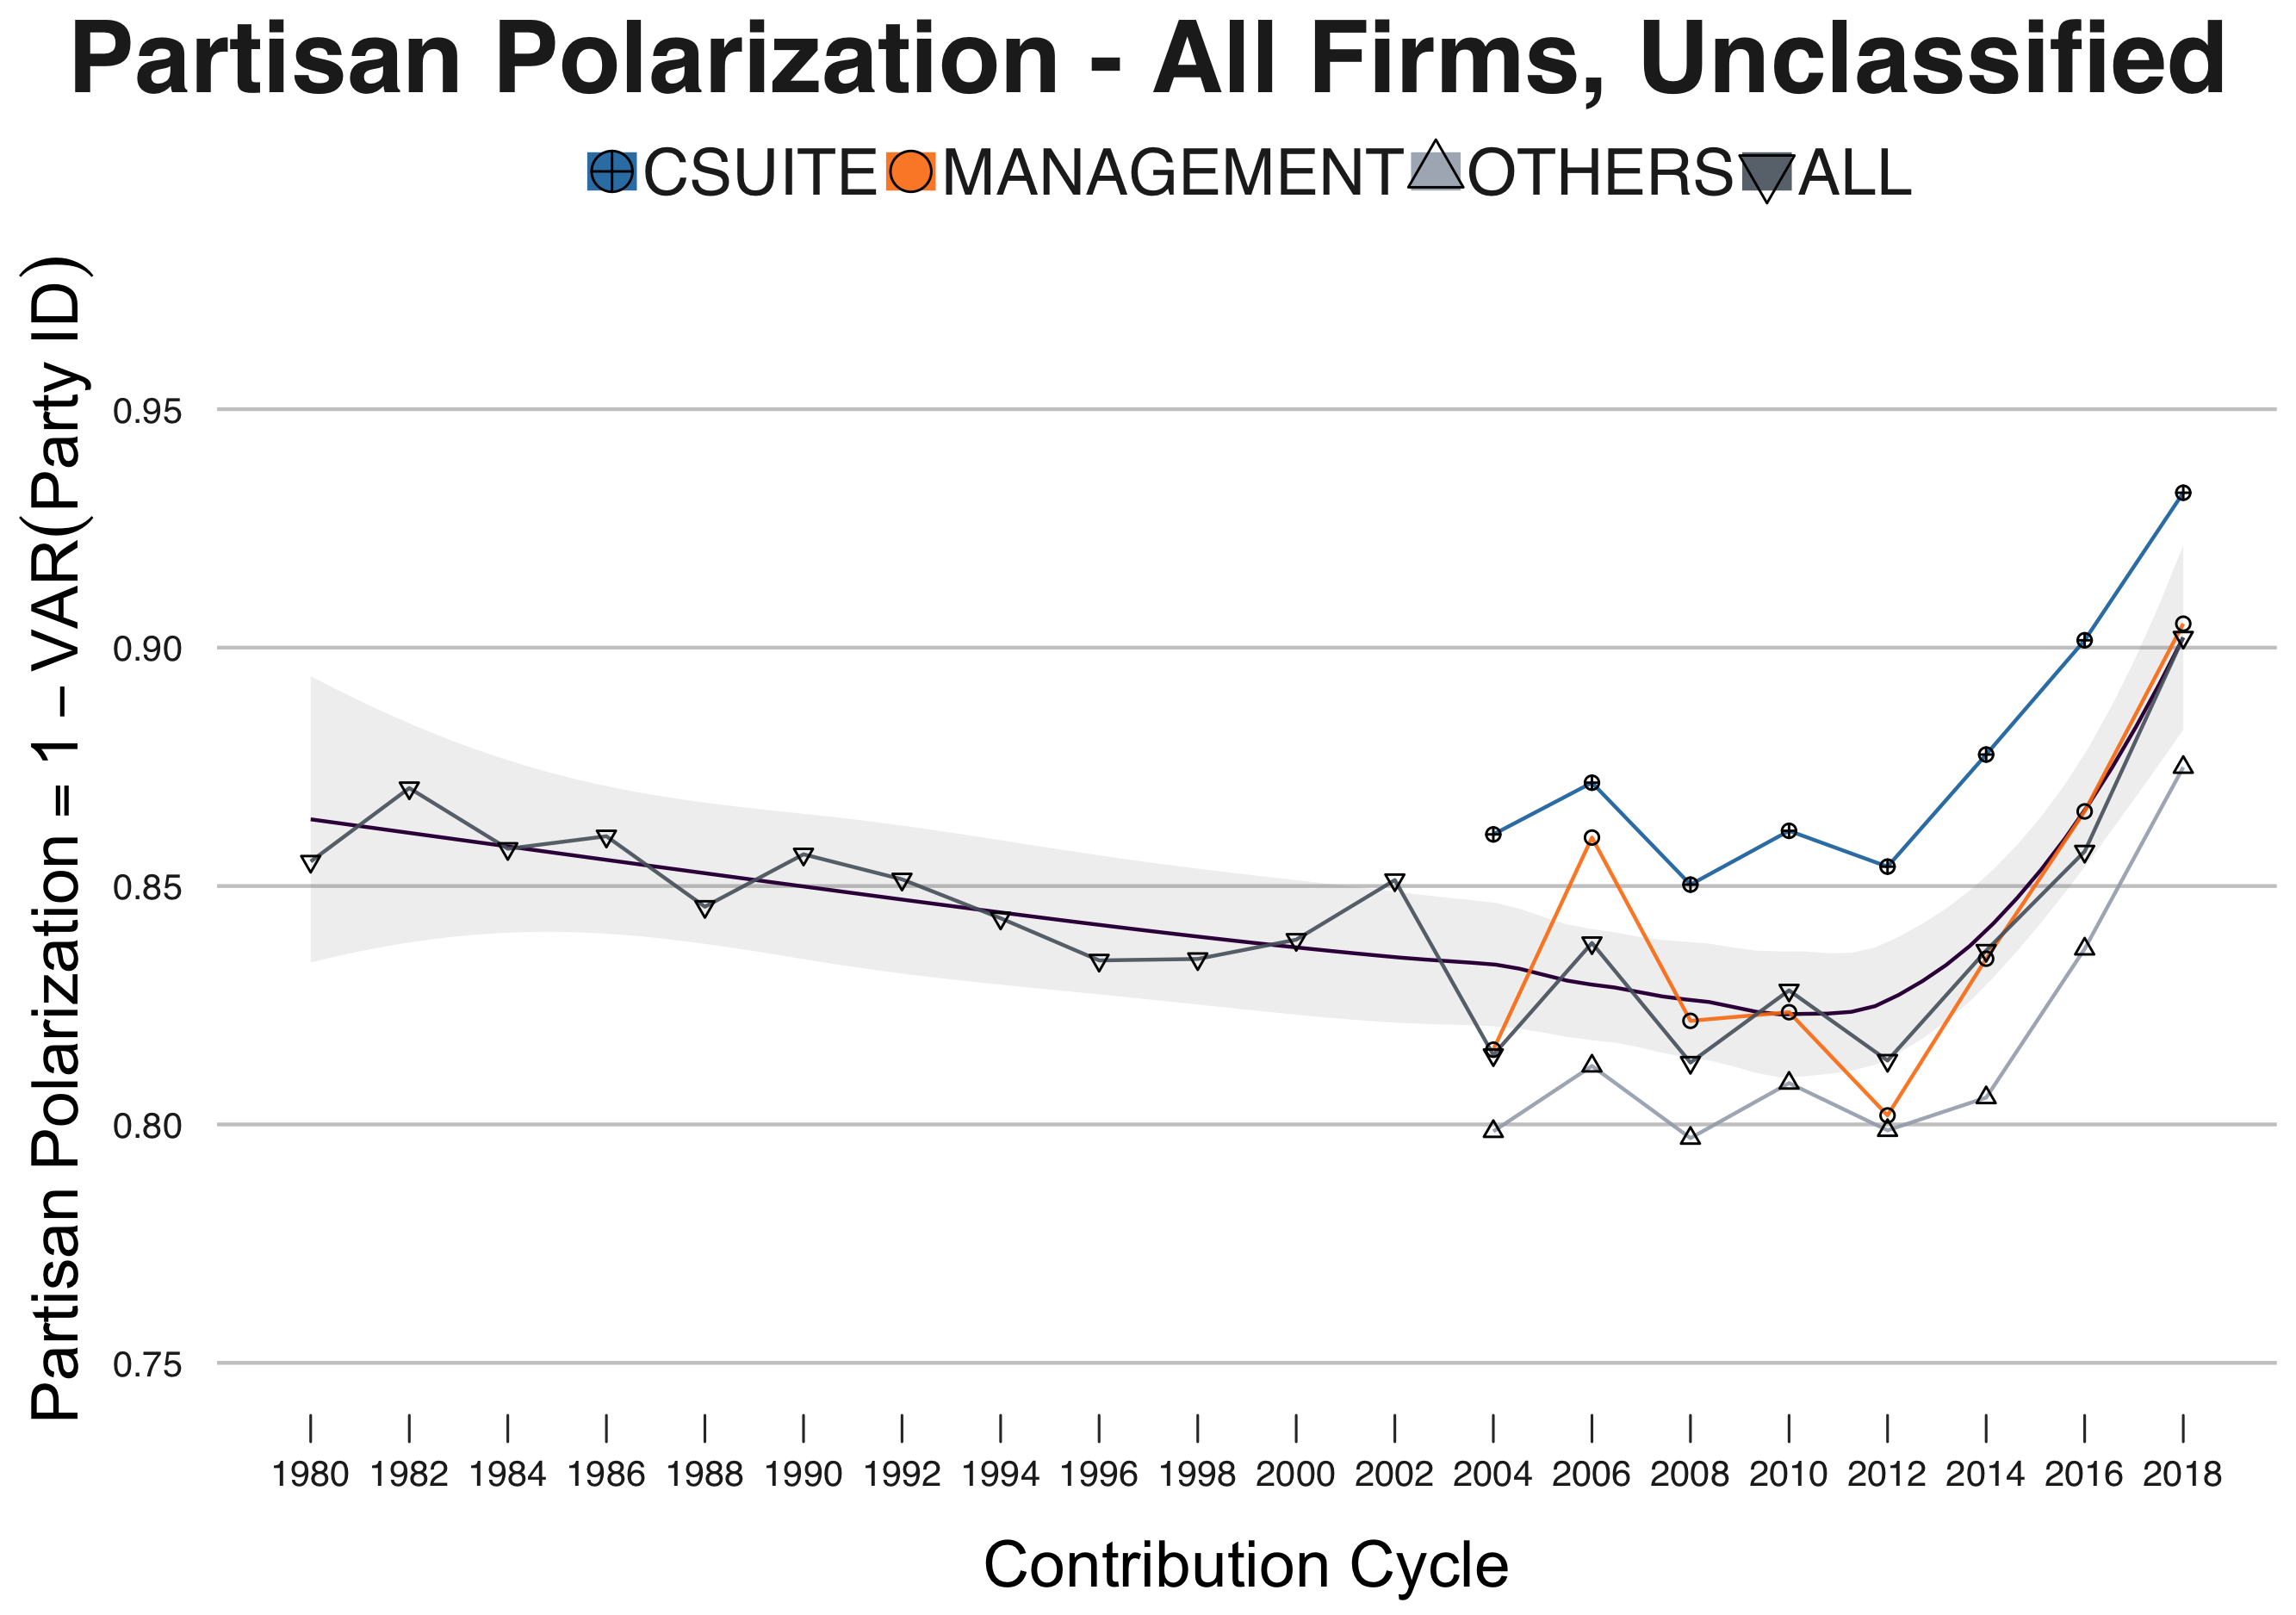 Partisan Polarization - All Firms, Unclassified
CSUITE MANAGEMENT OTHERS ALL
Partisan Polarization = 1 − VAR(Party ID)
0.95
0.90
0.85
0.80
0.75
1980 1982 1984 1986 1988 1990 1992 1994 1996 1998 2000 2002 2004 2006 2008 2010 2012 2014 2016 2018
Contribution Cycle